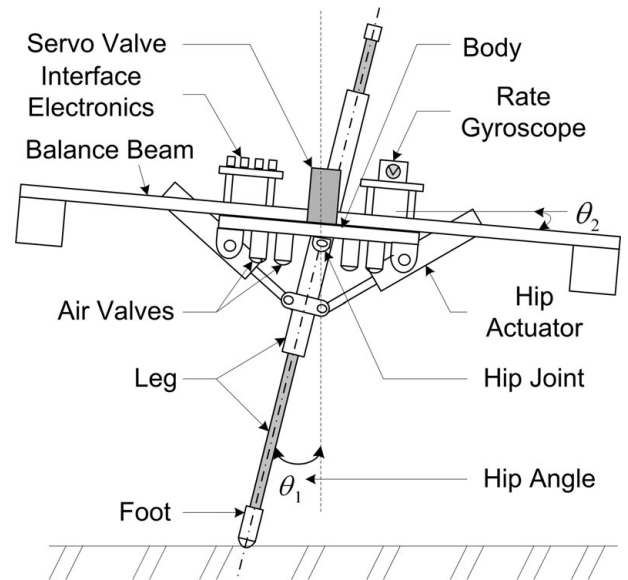 Servo Valve
Interface
Electronics
Balance Beam
Body
Rate
Gyroscope
θ2
Air Valves
Hip
Actuator
Leg
Hip Joint
θ1
Hip Angle
Foot